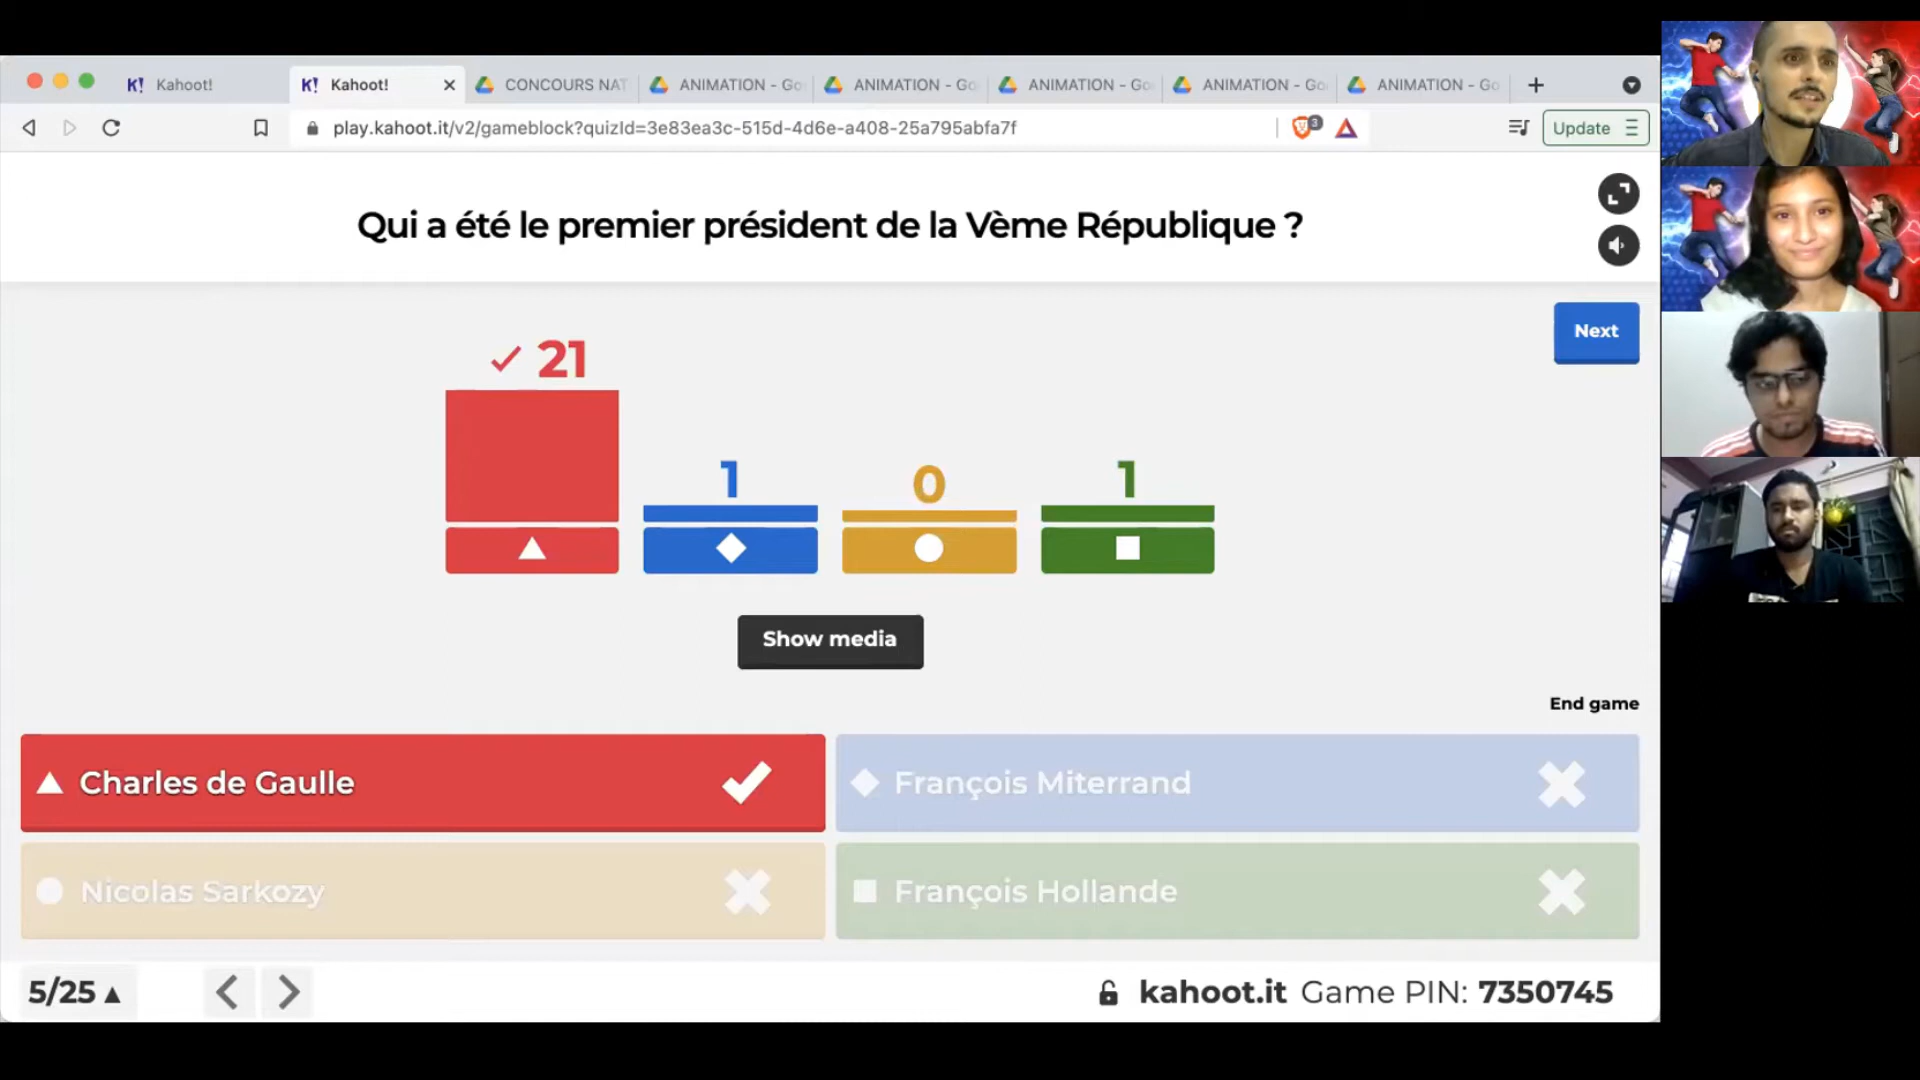 K! Kahoot!
K! Kahoot!
CONCOURS NAT
ANIMATION - Go
ANIMATION - Go
ANIMATION - Go
ANIMATION - Go
ANIMATION - Go
play.kahoot.it/v2/gameblock?quizId=3e83ea3c-515d-4d6e-a408-25a795abfa7f
3
Update
Qui a été le premier président de la Vème République ?
Next
21
1
0
1
Show media
End game
Charles de Gaulle
François Miterrand
Nicolas Sarkozy
François Hollande
5/25
kahoot.it Game PIN: 7350745